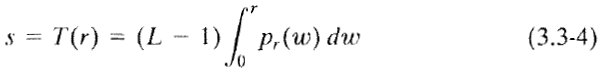 s = T(r) = (L − 1) ∫₀ʳ pᵣ(w) dw (3.3-4)